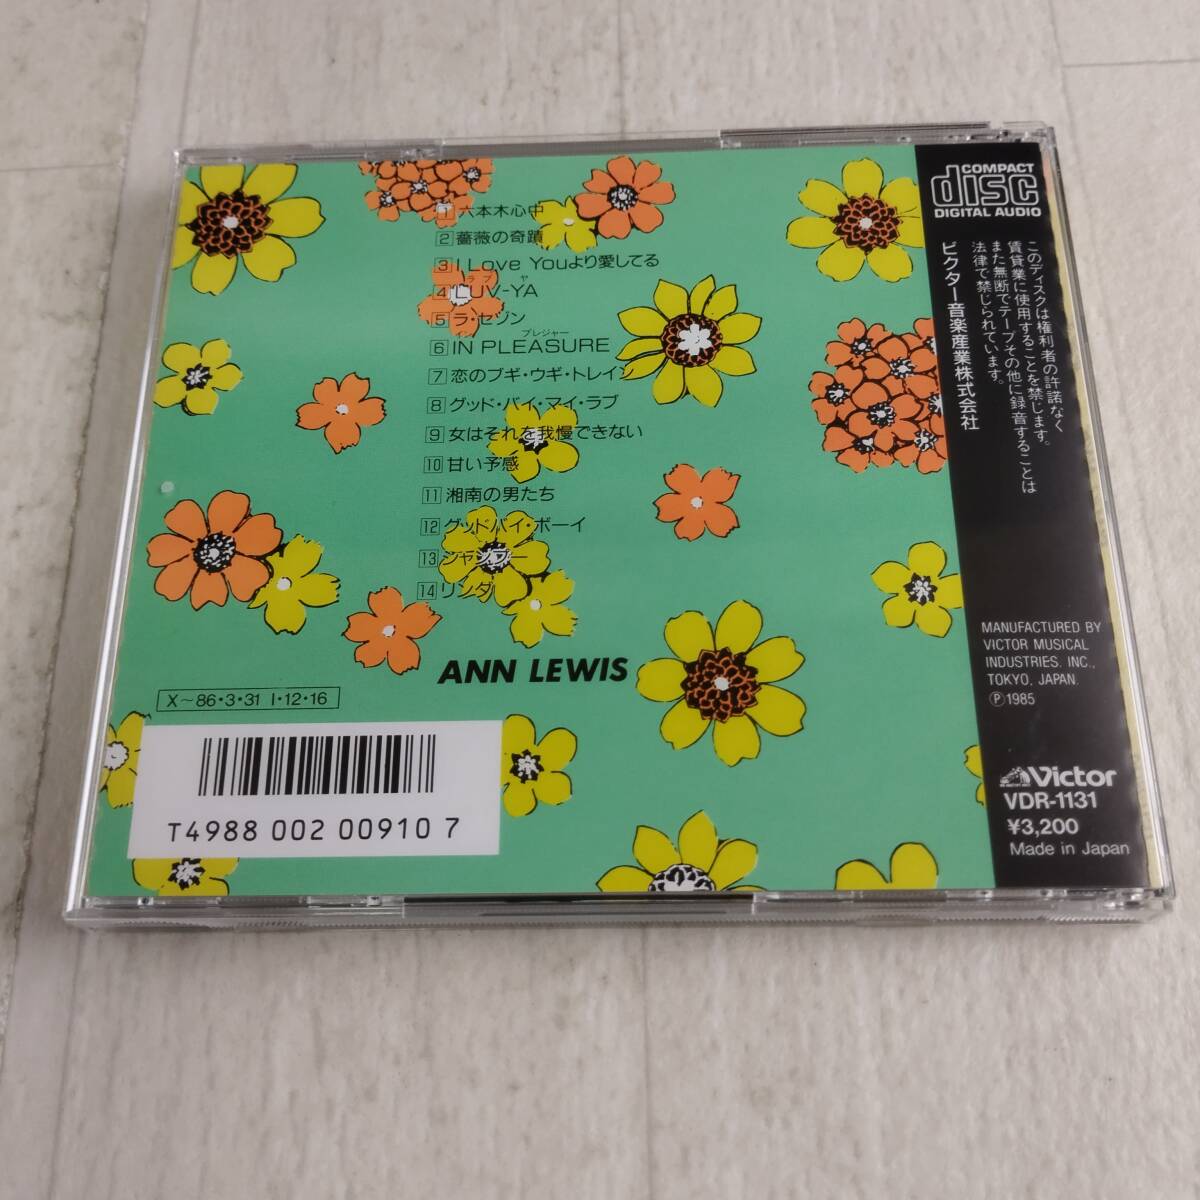 1 六本木心中
2 薔薇の奇蹟
3 I Love Youより愛してる
ラブ ヤ
4 LUV-YA
5 ラ・セゾン
イン プレジャー
6 IN PLEASURE
7 恋のブギ・ウギ・トレイン
8 グッド・バイ・マイ・ラブ
9 女はそれを我慢できない
10 甘い予感
11 湘南の男たち
12 グッドバイ・ボーイ
13 シャンプー
14 リンダ
ANN LEWIS
X~86・3・31 I・12・16
T4988 002 00910 7
COMPACT
disc
DIGITAL AUDIO
このディスクは権利者の許諾なく
賃貸業に使用することを禁じます。
また無断でテープその他に録音することは
法律で禁じられています。
ビクター音楽産業株式会社
MANUFACTURED BY
VICTOR MUSICAL
INDUSTRIES. INC.,
TOKYO, JAPAN.
Ⓟ1985
Victor
VDR-1131
¥3,200
Made in Japan